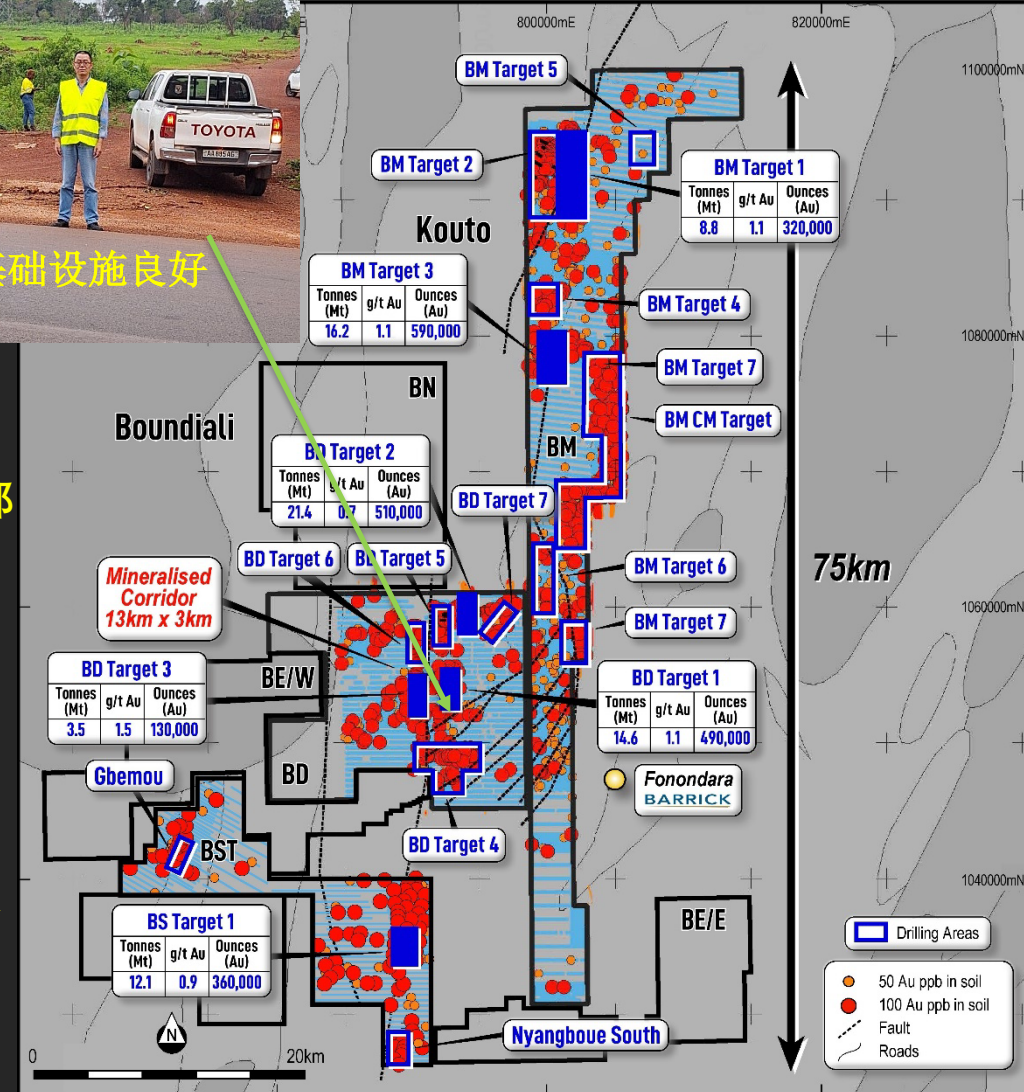 800000mE
820000mE
1100000mN
1080000mN
1060000mN
1040000mN
TOYOTA
础设施良好
部
BM Target 5
BM Target 2
BM Target 1
Tonnes (Mt) g/t Au Ounces (Au)
8.8 1.1 320,000
Kouto
BM Target 3
Tonnes (Mt) g/t Au Ounces (Au)
16.2 1.1 590,000
BM Target 4
BM Target 7
BM CM Target
BN
BM
Boundiali
BD Target 2
Tonnes (Mt) g/t Au Ounces (Au)
21.4 0.7 510,000
BD Target 7
BD Target 6
BD Target 5
75km
Mineralised
Corridor
13km x 3km
BM Target 6
BM Target 7
BE/W
BD Target 3
Tonnes (Mt) g/t Au Ounces (Au)
3.5 1.5 130,000
BD Target 1
Tonnes (Mt) g/t Au Ounces (Au)
14.6 1.1 490,000
BD
Gbemou
Fonondara
BARRICK
BST
BD Target 4
BS Target 1
Tonnes (Mt) g/t Au Ounces (Au)
12.1 0.9 360,000
BE/E
Nyangboue South
Drilling Areas
50 Au ppb in soil
100 Au ppb in soil
Fault
Roads
N
0 20km